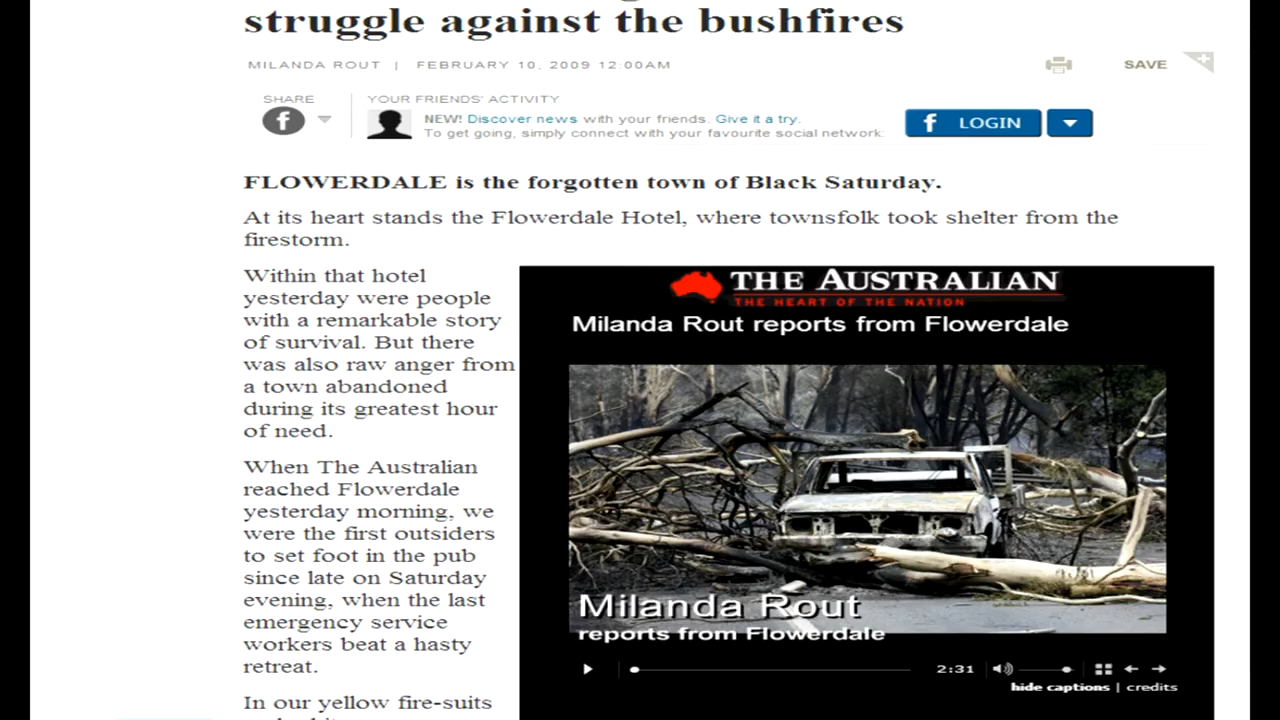 struggle against the bushfires
MILANDA ROUT | FEBRUARY 10, 2009 12:00AM
SAVE
SHARE
YOUR FRIENDS' ACTIVITY
NEW! Discover news with your friends. Give it a try.
To get going, simply connect with your favourite social network:
f LOGIN
FLOWERDALE is the forgotten town of Black Saturday.
At its heart stands the Flowerdale Hotel, where townsfolk took shelter from the
firestorm.
Within that hotel
yesterday were people
with a remarkable story
of survival. But there
was also raw anger from
a town abandoned
during its greatest hour
of need.
When The Australian
reached Flowerdale
yesterday morning, we
were the first outsiders
to set foot in the pub
since late on Saturday
evening, when the last
emergency service
workers beat a hasty
retreat.
In our yellow fire-suits
THE AUSTRALIAN
THE HEART OF THE NATION
Milanda Rout reports from Flowerdale
Milanda Rout
reports from Flowerdale
2:31
hide captions | credits